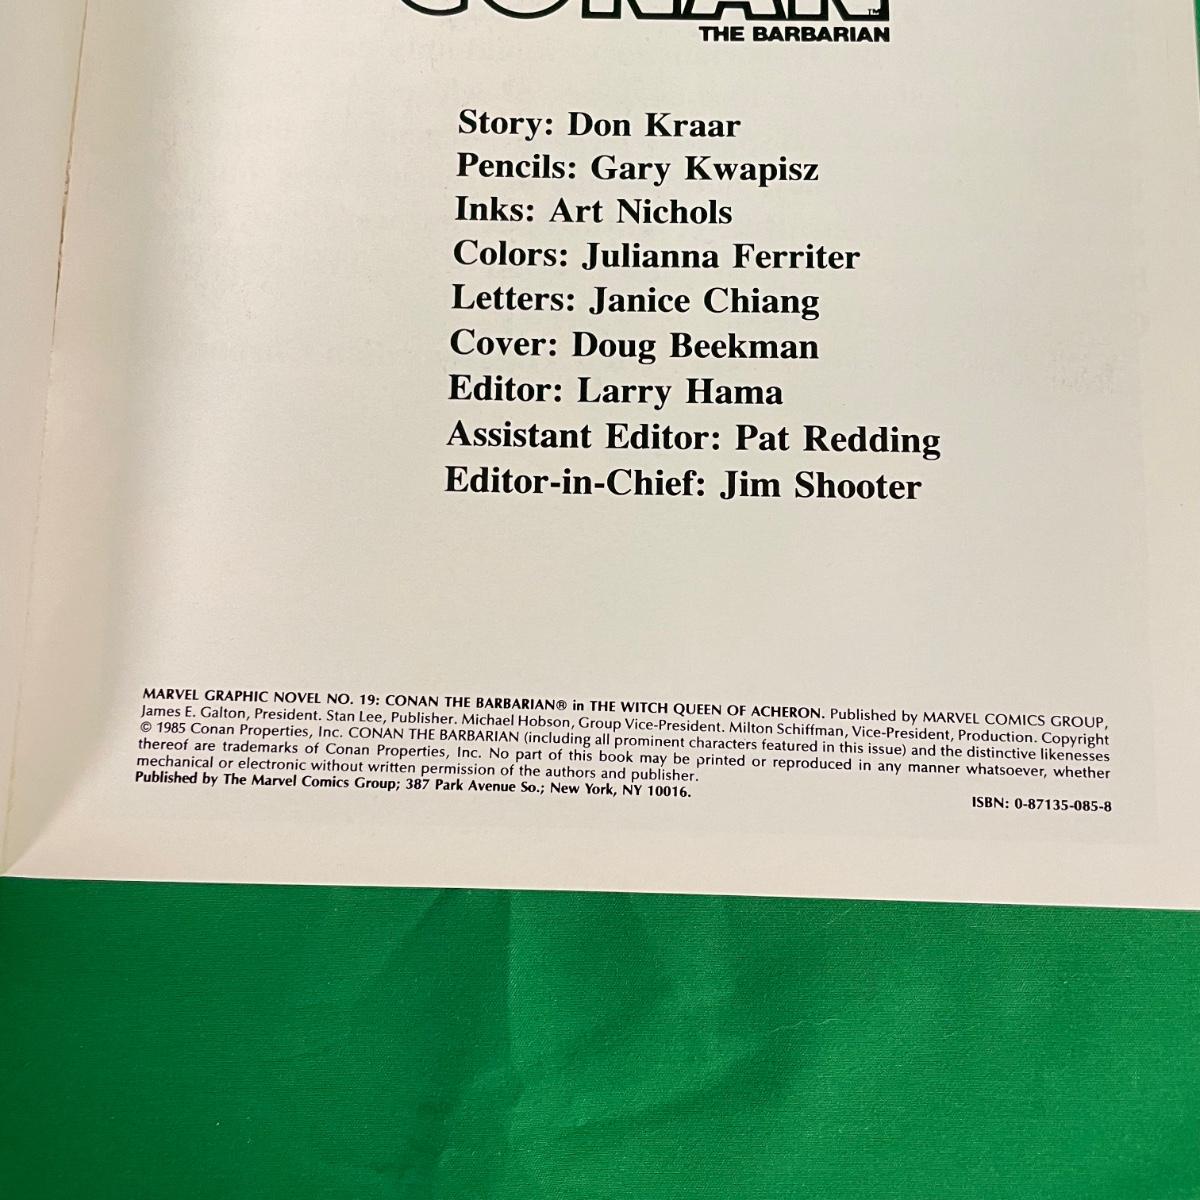 CONAN™
THE BARBARIAN
Story: Don Kraar
Pencils: Gary Kwapisz
Inks: Art Nichols
Colors: Julianna Ferriter
Letters: Janice Chiang
Cover: Doug Beekman
Editor: Larry Hama
Assistant Editor: Pat Redding
Editor-in-Chief: Jim Shooter
MARVEL GRAPHIC NOVEL NO. 19: CONAN THE BARBARIAN® in THE WITCH QUEEN OF ACHERON. Published by MARVEL COMICS GROUP,
James E. Galton, President. Stan Lee, Publisher. Michael Hobson, Group Vice-President. Milton Schiffman, Vice-President, Production. Copyright
© 1985 Conan Properties, Inc. CONAN THE BARBARIAN (including all prominent characters featured in this issue) and the distinctive likenesses
thereof are trademarks of Conan Properties, Inc. No part of this book may be printed or reproduced in any manner whatsoever, whether
mechanical or electronic without written permission of the authors and publisher.
Published by The Marvel Comics Group; 387 Park Avenue So.; New York, NY 10016.
ISBN: 0-87135-085-8